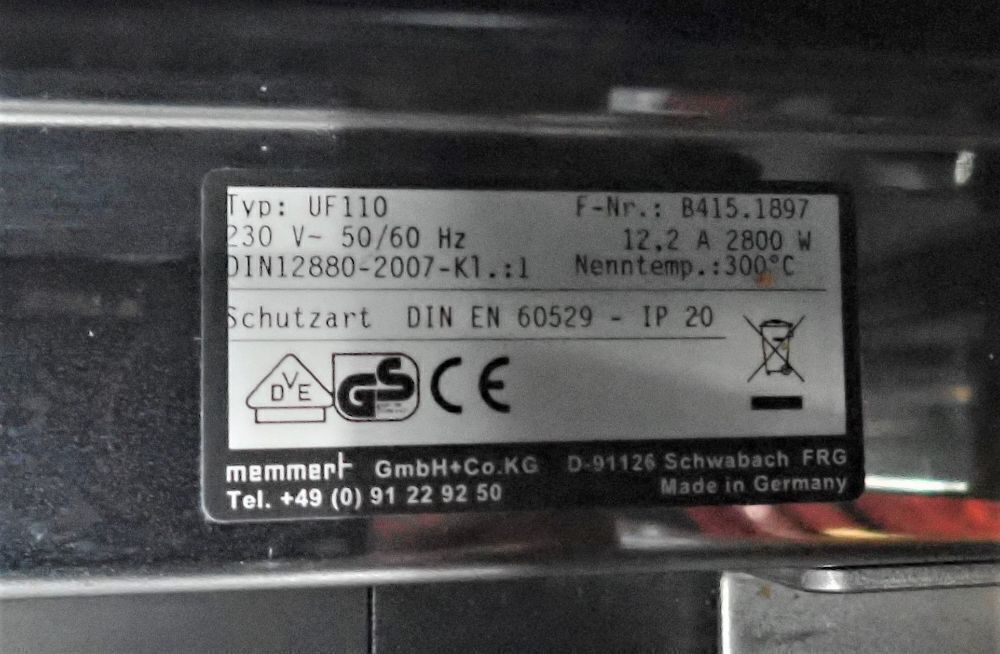 Typ: UF110 F-Nr.: B415.1897
230 V~ 50/60 Hz 12,2 A 2800 W
DIN12880-2007-Kl.:1 Nenntemp.:300°C
Schutzart DIN EN 60529 - IP 20
DVE GS CE
memmert GmbH+Co.KG D-91126 Schwabach FRG
Tel. +49 (0) 91 22 92 50 Made in Germany